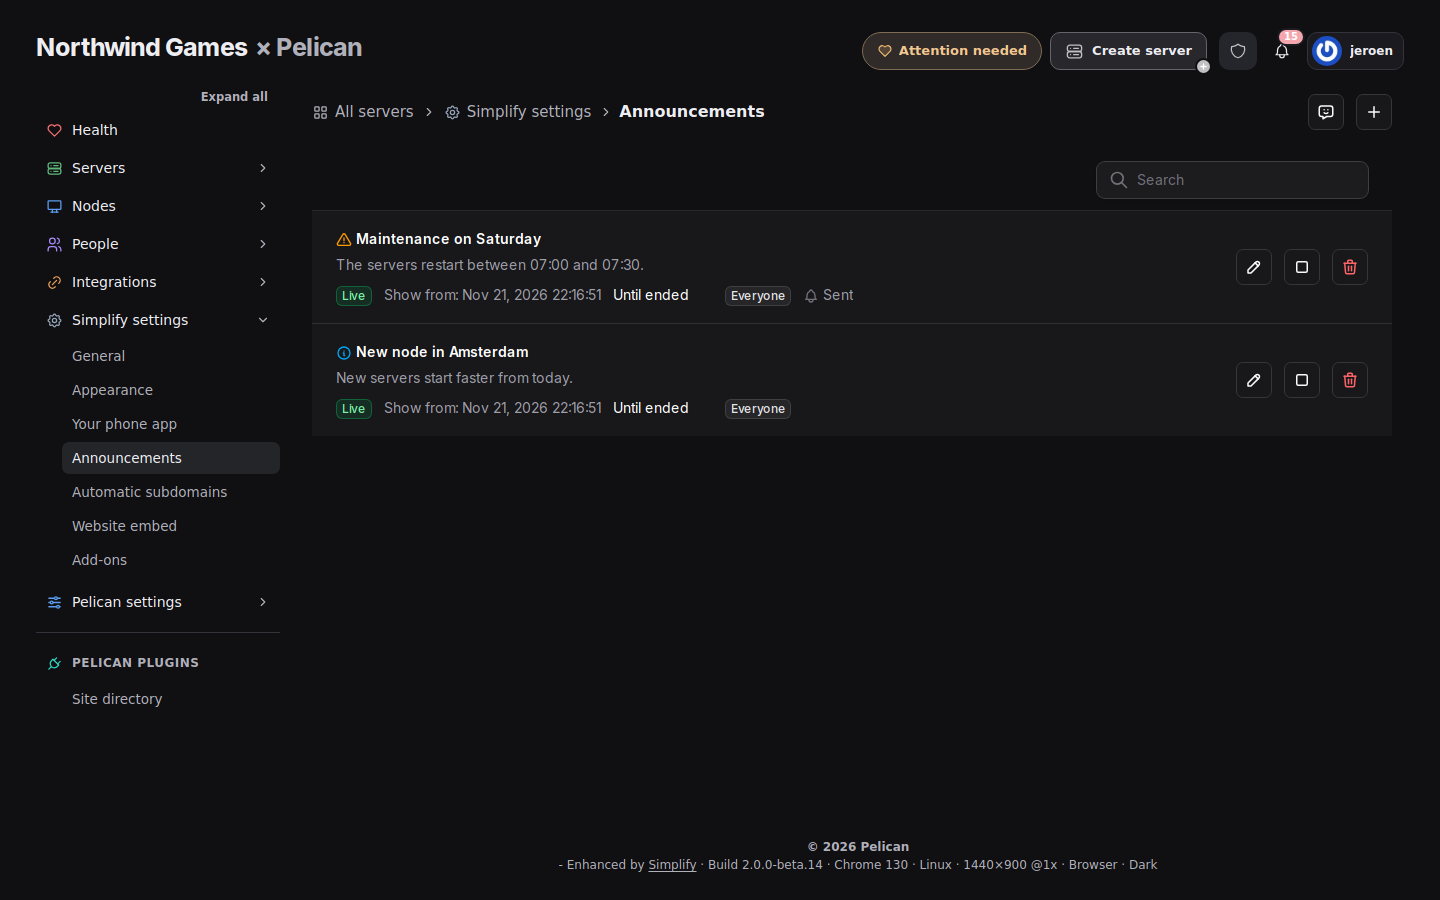 Northwind Games × Pelican
Attention needed
Create server
15
jeroen
Expand all
Health
Servers
Nodes
People
Integrations
Simplify settings
General
Appearance
Your phone app
Announcements
Automatic subdomains
Website embed
Add-ons
Pelican settings
PELICAN PLUGINS
Site directory
All servers > Simplify settings > Announcements
Search
Maintenance on Saturday
The servers restart between 07:00 and 07:30.
Live Show from: Nov 21, 2026 22:16:51 Until ended Everyone Sent
New node in Amsterdam
New servers start faster from today.
Live Show from: Nov 21, 2026 22:16:51 Until ended Everyone
© 2026 Pelican
- Enhanced by Simplify · Build 2.0.0-beta.14 · Chrome 130 · Linux · 1440×900 @1x · Browser · Dark